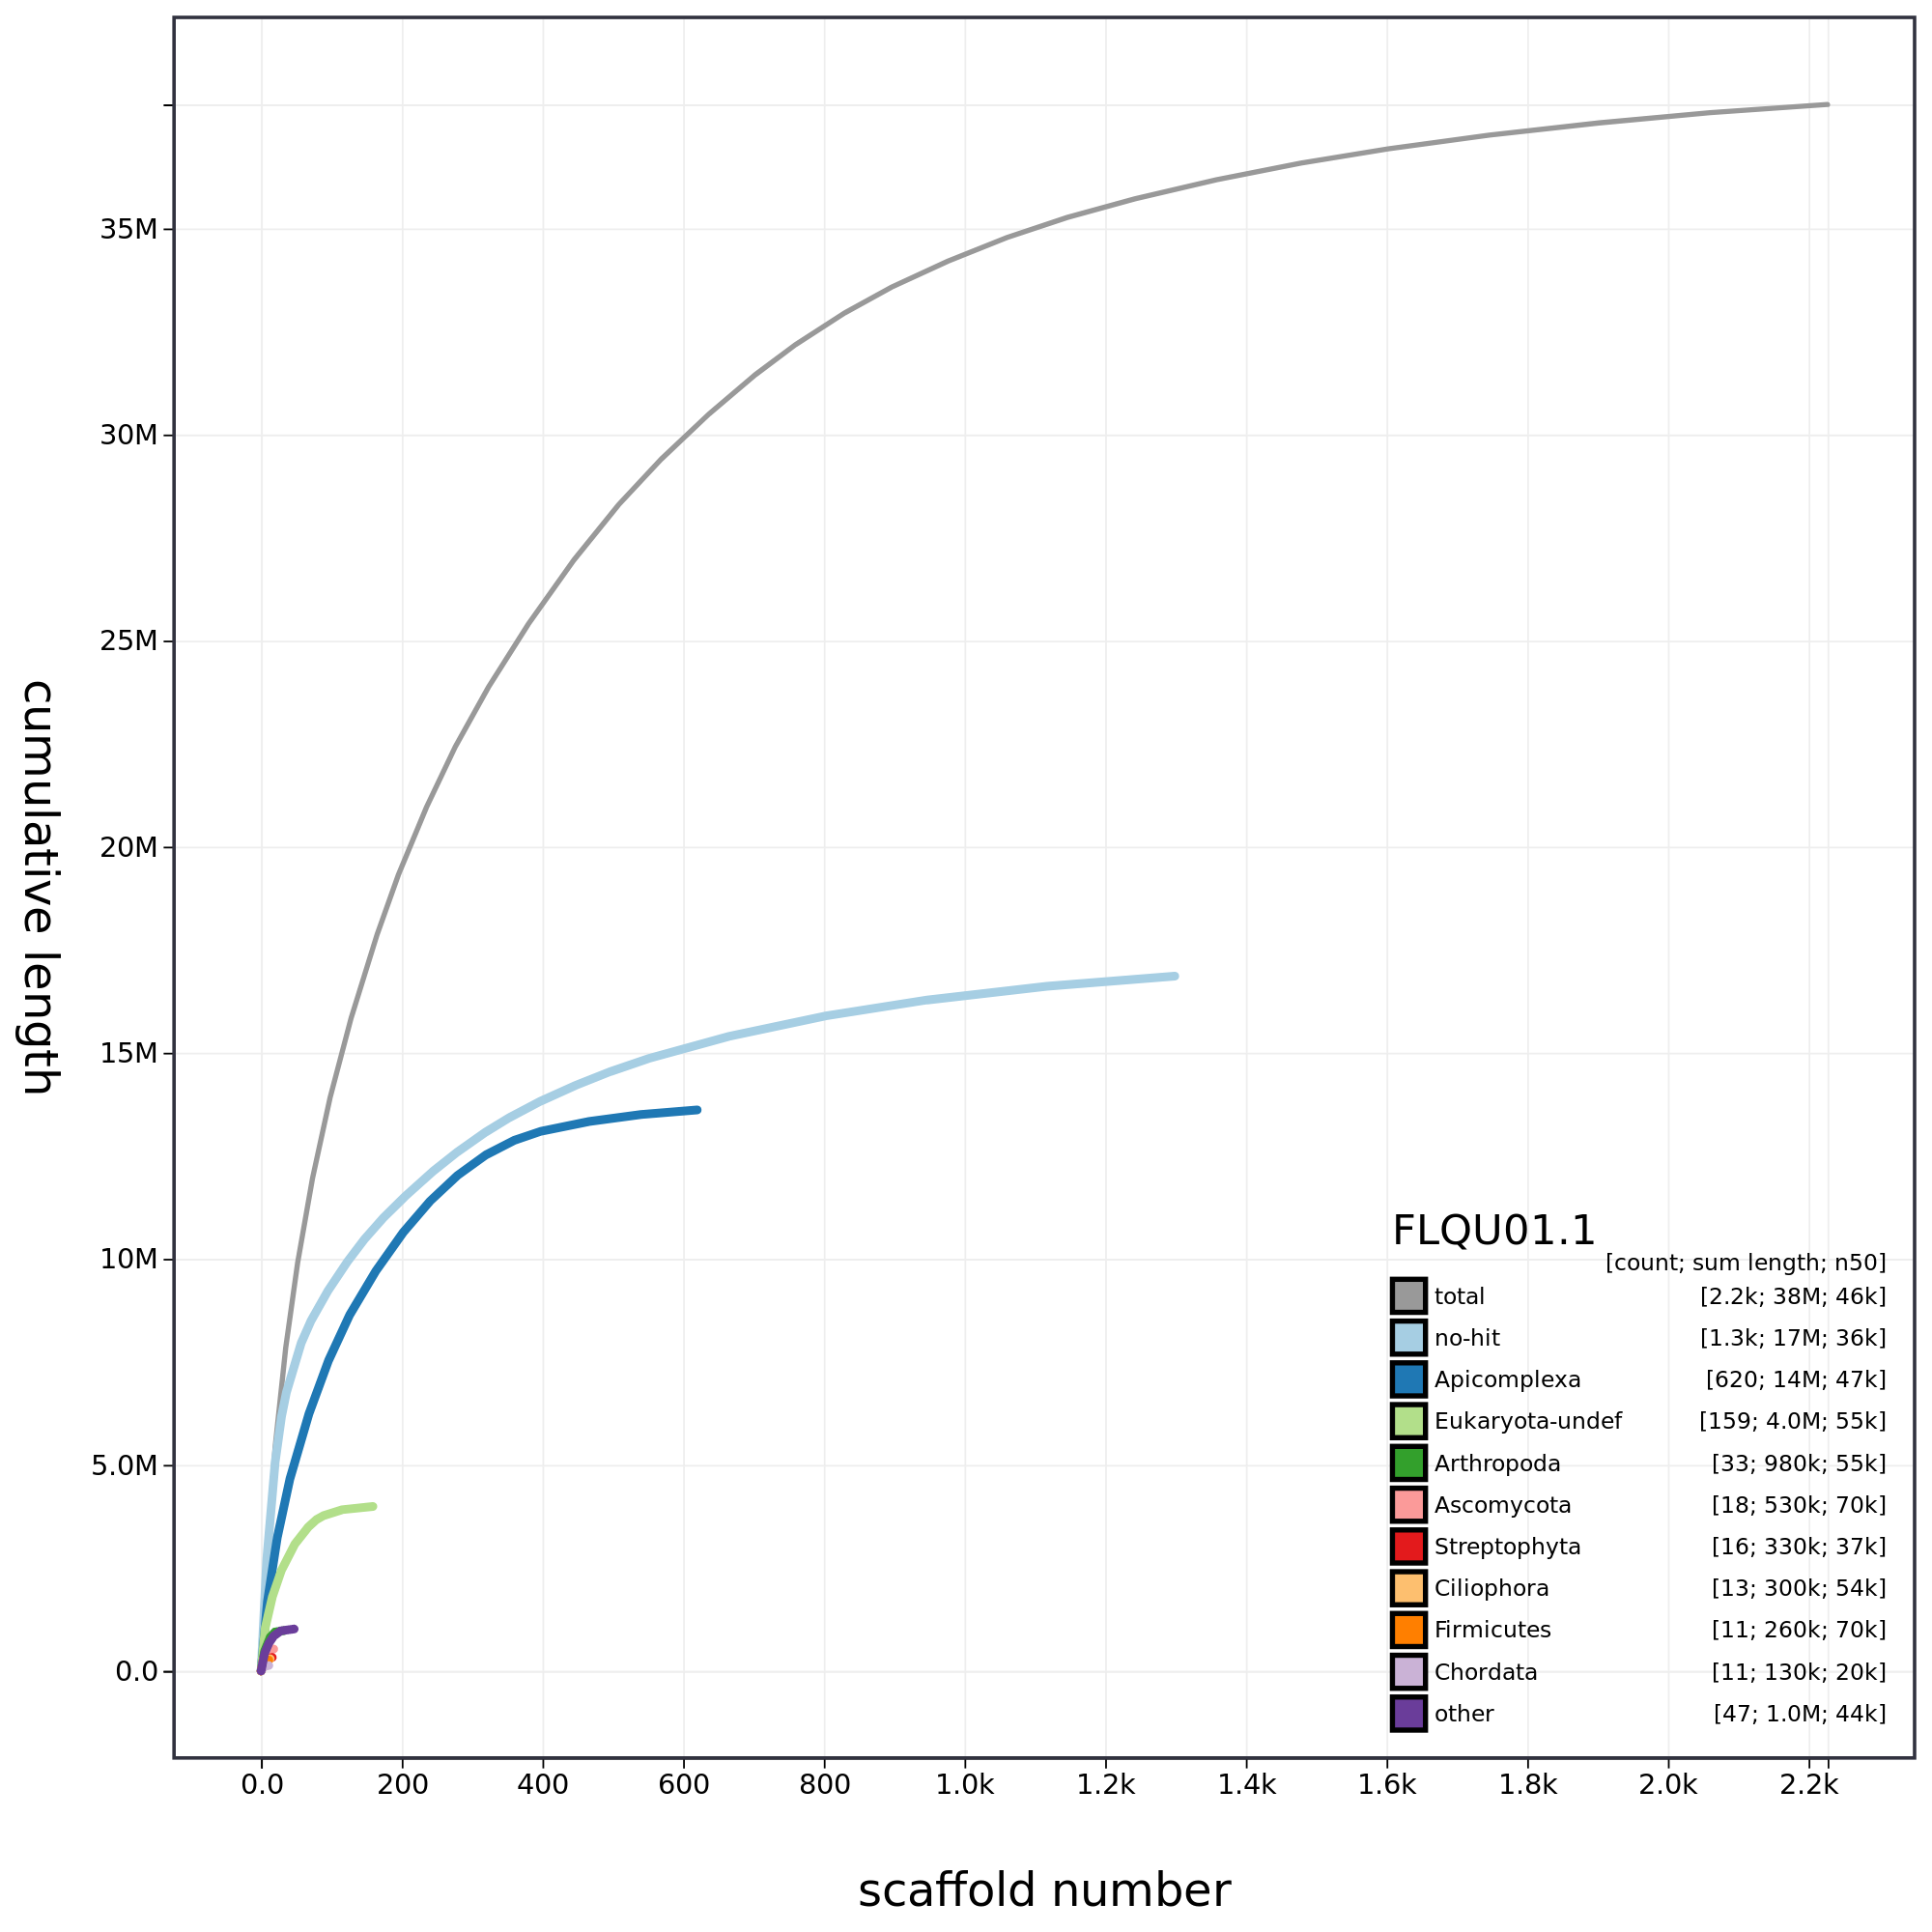 cumulative length
35M
30M
25M
20M
15M
10M
5.0M
0.0
FLQU01.1
[count; sum length; n50]
total [2.2k; 38M; 46k]
no-hit [1.3k; 17M; 36k]
Apicomplexa [620; 14M; 47k]
Eukaryota-undef [159; 4.0M; 55k]
Arthropoda [33; 980k; 55k]
Ascomycota [18; 530k; 70k]
Streptophyta [16; 330k; 37k]
Ciliophora [13; 300k; 54k]
Firmicutes [11; 260k; 70k]
Chordata [11; 130k; 20k]
other [47; 1.0M; 44k]
0.0 200 400 600 800 1.0k 1.2k 1.4k 1.6k 1.8k 2.0k 2.2k
scaffold number